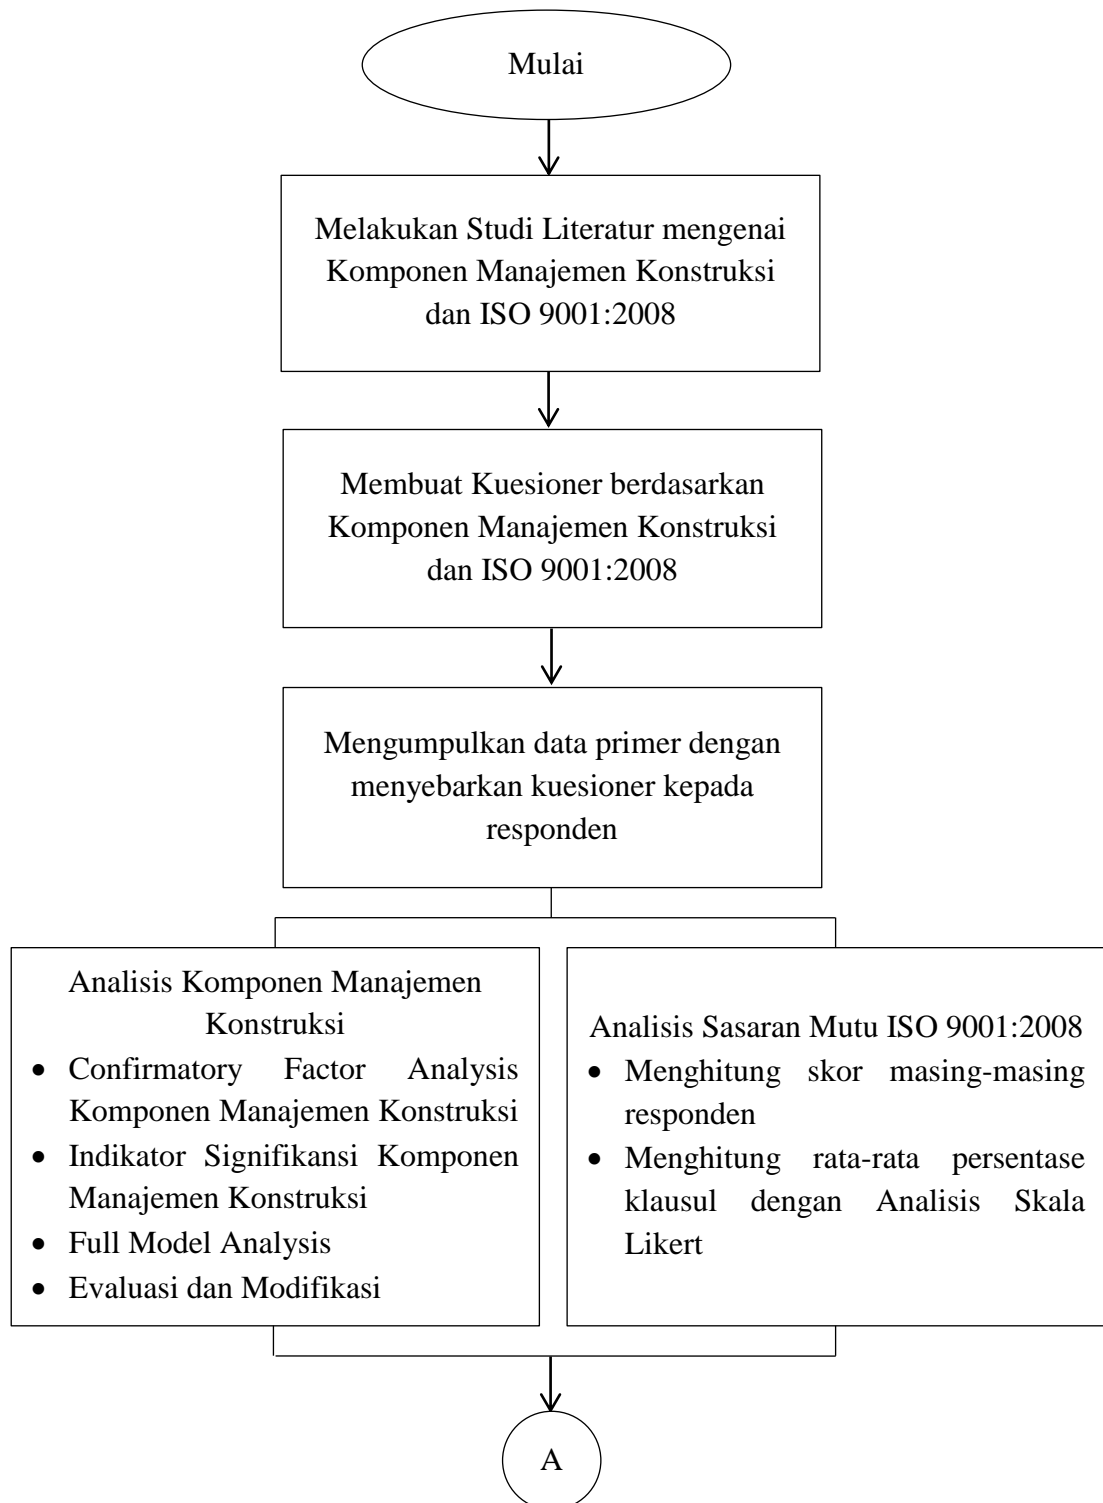 Mulai
Melakukan Studi Literatur mengenai
Komponen Manajemen Konstruksi
dan ISO 9001:2008
Membuat Kuesioner berdasarkan
Komponen Manajemen Konstruksi
dan ISO 9001:2008
Mengumpulkan data primer dengan
menyebarkan kuesioner kepada
responden
Analisis Komponen Manajemen
Konstruksi
• Confirmatory Factor Analysis
Komponen Manajemen Konstruksi
• Indikator Signifikansi Komponen
Manajemen Konstruksi
• Full Model Analysis
• Evaluasi dan Modifikasi
Analisis Sasaran Mutu ISO 9001:2008
• Menghitung skor masing-masing
responden
• Menghitung rata-rata persentase
klausul dengan Analisis Skala
Likert
A